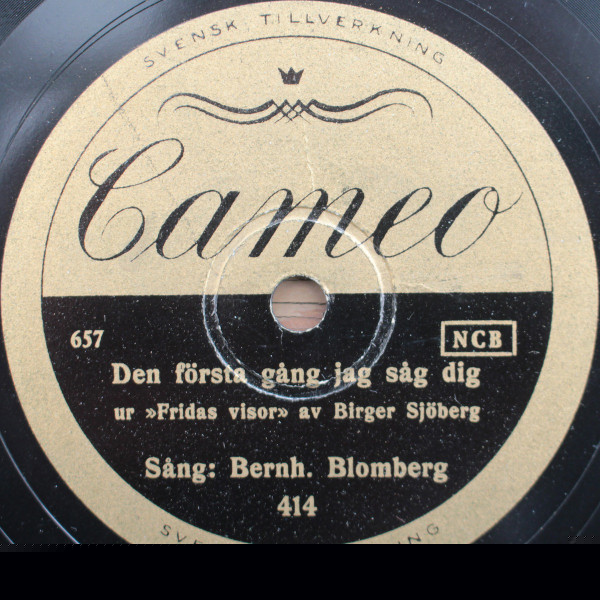 SVENSK TILLVERKNING
Cameo
657
NCB
Den första gång jag såg dig
ur »Fridas visor» av Birger Sjöberg
Sång: Bernh. Blomberg
414